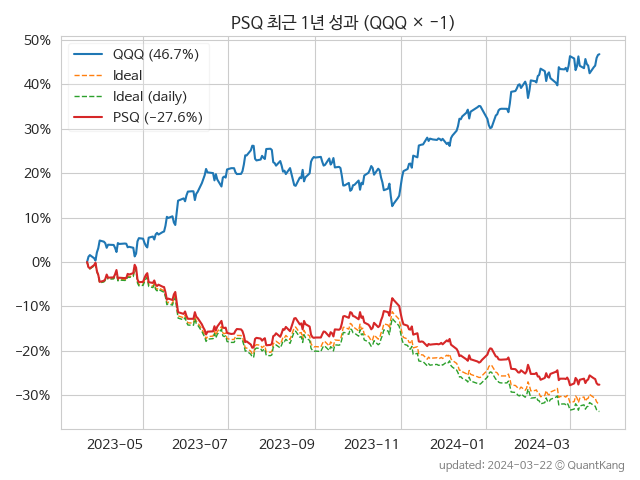 PSQ 최근 1년 성과 (QQQ × −1)
50%
40%
30%
20%
10%
0%
−10%
−20%
−30%
QQQ (46.7%)
Ideal
Ideal (daily)
PSQ (−27.6%)
2023-05 2023-07 2023-09 2023-11 2024-01 2024-03
updated: 2024-03-22 © QuantKang